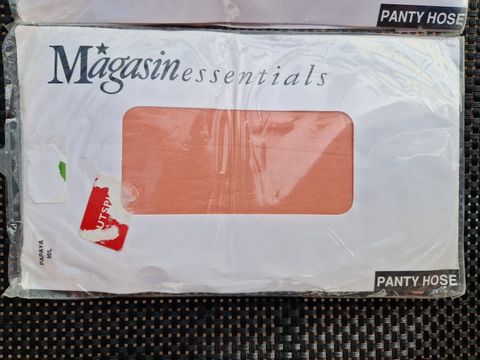 PANTY HOSE
Magasin essentials
PAPAYA
M/L
PANTY HOSE